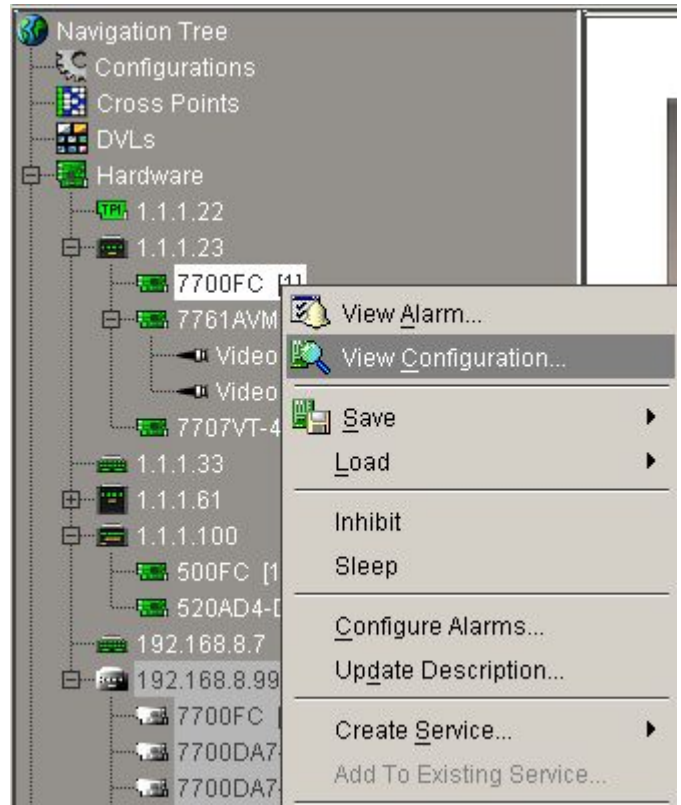 Navigation Tree
Configurations
Cross Points
DVLs
Hardware
TPI 1.1.1.22
1.1.1.23
7700FC [1]
7761AVM
Video
Video
7707VT-4
1.1.1.33
1.1.1.61
1.1.1.100
500FC [1
520AD4-D
192.168.8.7
192.168.8.99
7700FC [
7700DA7-
7700DA7-
View Alarm...
View Configuration...
Save
Load
Inhibit
Sleep
Configure Alarms...
Update Description...
Create Service...
Add To Existing Service...